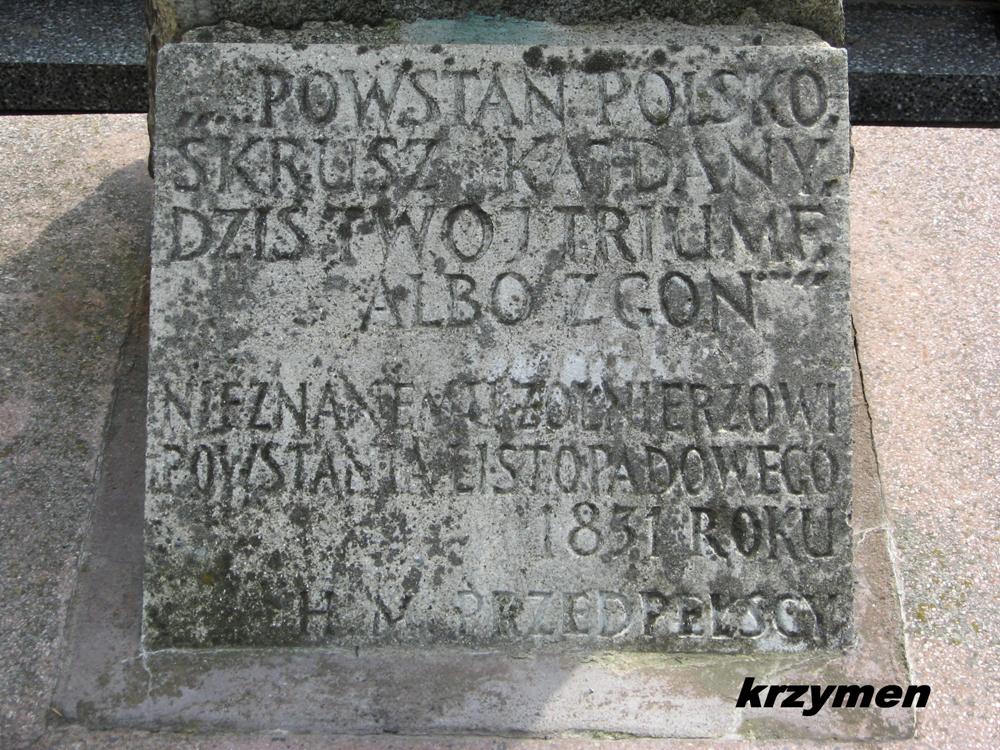 „...POWSTAŃ POLSKO,
SKRUSZ KAJDANY,
DZIŚ TWÓJ TRIUMF,
ALBO ZGON"...“
NIEZNANEMU ŻOŁNIERZOWI
POWSTANIA LISTOPADOWEGO
1831 ROKU
H. M. PRZEDPEŁSCY
krzymen